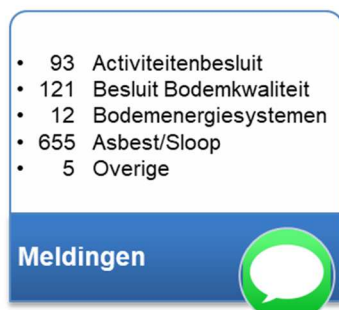 • 93 Activiteitenbesluit
• 121 Besluit Bodemkwaliteit
• 12 Bodemenergiesystemen
• 655 Asbest/Sloop
• 5 Overige
Meldingen